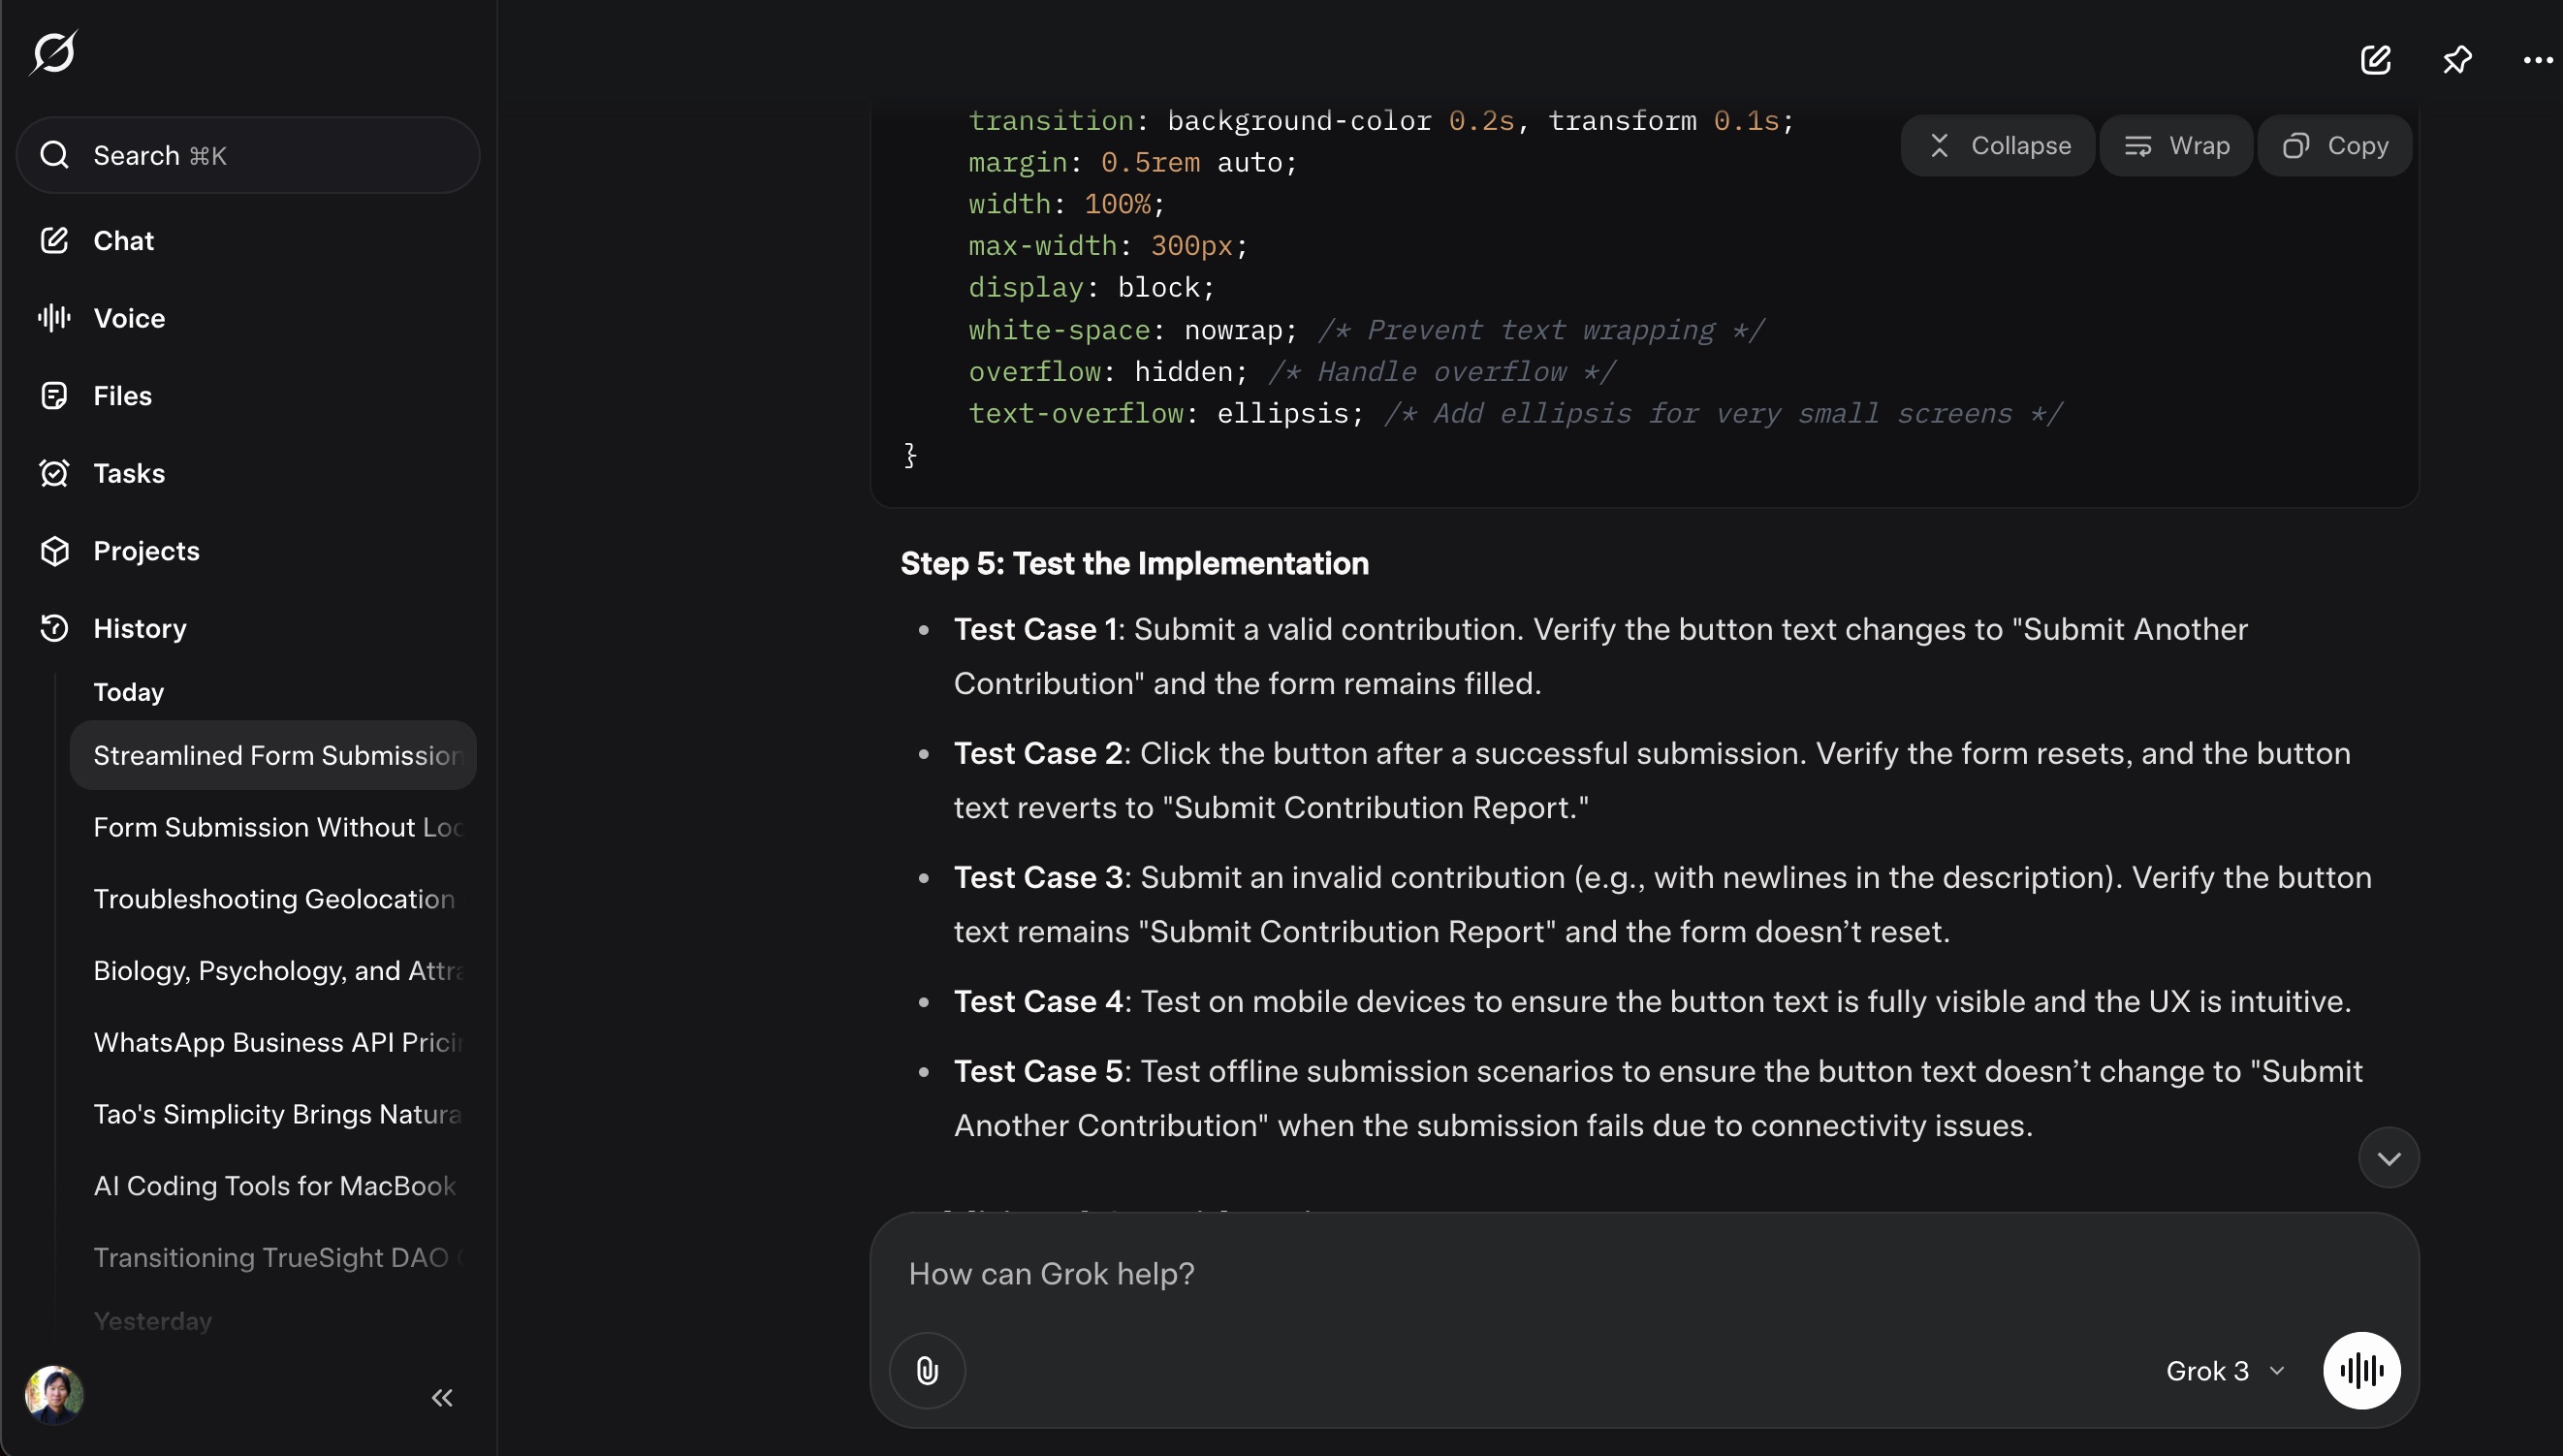 Search ⌘K
Chat
Voice
Files
Tasks
Projects
History
Today
Streamlined Form Submission
Form Submission Without
Troubleshooting Geolocation
Biology, Psychology, and
WhatsApp Business API
Tao's Simplicity Brings
AI Coding Tools for MacBook
Transitioning TrueSight DAO
Yesterday
transition: background-color 0.2s, transform 0.1s;
margin: 0.5rem auto;
width: 100%;
max-width: 300px;
display: block;
white-space: nowrap; /* Prevent text wrapping */
overflow: hidden; /* Handle overflow */
text-overflow: ellipsis; /* Add ellipsis for very small screens */
}
Collapse
Wrap
Copy
Step 5: Test the Implementation
• Test Case 1: Submit a valid contribution. Verify the button text changes to "Submit Another
Contribution" and the form remains filled.
• Test Case 2: Click the button after a successful submission. Verify the form resets, and the button
text reverts to "Submit Contribution Report."
• Test Case 3: Submit an invalid contribution (e.g., with newlines in the description). Verify the button
text remains "Submit Contribution Report" and the form doesn’t reset.
• Test Case 4: Test on mobile devices to ensure the button text is fully visible and the UX is intuitive.
• Test Case 5: Test offline submission scenarios to ensure the button text doesn’t change to "Submit
Another Contribution" when the submission fails due to connectivity issues.
How can Grok help?
Grok 3